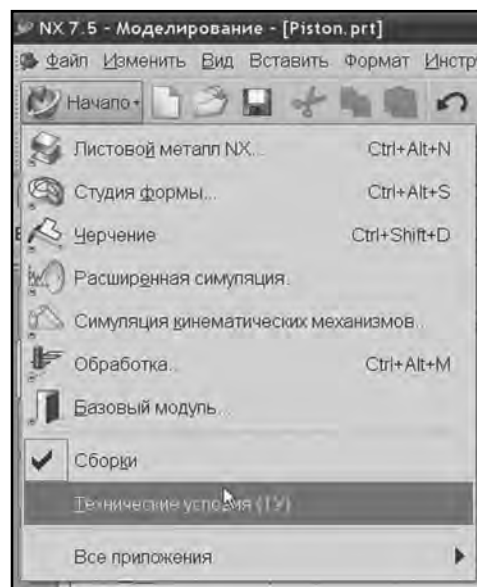 NX 7.5 - Моделирование - [Piston.prt]
Файл Изменить Вид Вставить Формат Инстр
Начало
Листовой металл NX... Ctrl+Alt+N
Студия формы... Ctrl+Alt+S
Черчение Ctrl+Shift+D
Расширенная симуляция...
Симуляция кинематических механизмов...
Обработка... Ctrl+Alt+M
Базовый модуль...
Сборки
Технические условия (ТУ)
Все приложения